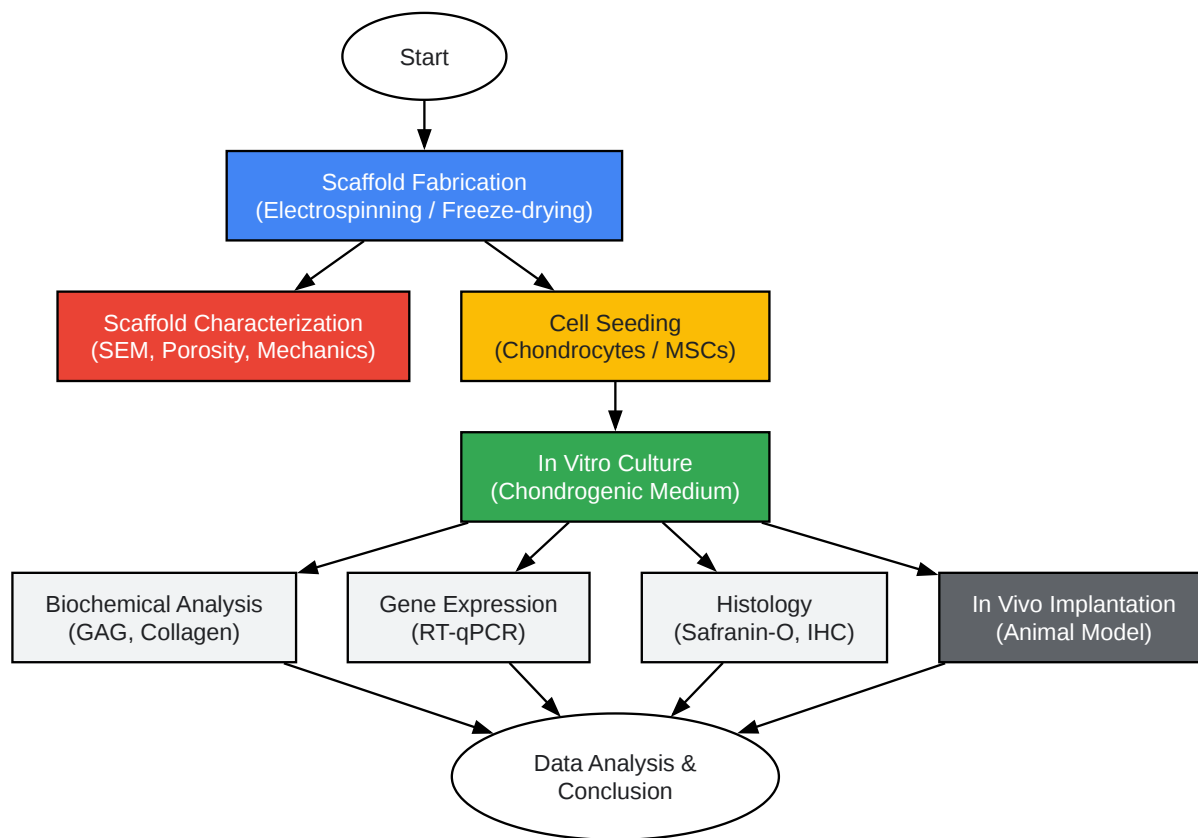 Start
Scaffold Fabrication
(Electrospinning / Freeze-drying)
Scaffold Characterization
(SEM, Porosity, Mechanics)
Cell Seeding
(Chondrocytes / MSCs)
In Vitro Culture
(Chondrogenic Medium)
Biochemical Analysis
(GAG, Collagen)
Gene Expression
(RT-qPCR)
Histology
(Safranin-O, IHC)
In Vivo Implantation
(Animal Model)
Data Analysis &
Conclusion